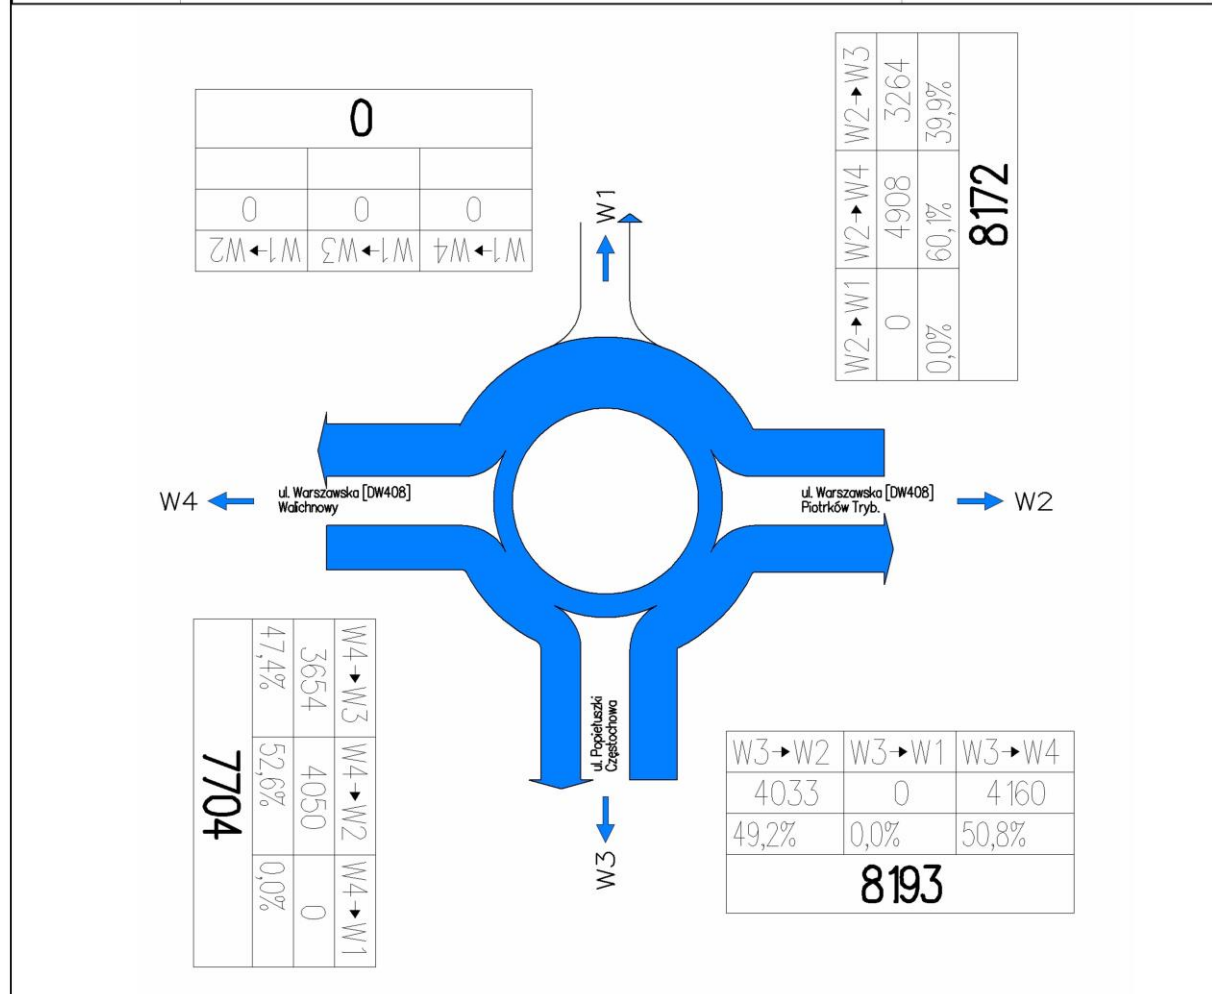 0
0 0 0
W1→W2 W1→W3 W1→W4
W2→W1 W2→W4 W2→W3
0 4908 3264
0,0% 60,1% 39,9%
8172
W1
W4
ul. Warszawska [DW408]
Walichnowy
ul. Warszawska [DW408]
Piotrków Tryb.
W2
ul. Popiełuszki
Częstochowa
W3
W4→W3 W4→W2 W4→W1
3654 4050 0
47,4% 52,6% 0,0%
7704
W3→W2 W3→W1 W3→W4
4033 0 4160
49,2% 0,0% 50,8%
8193